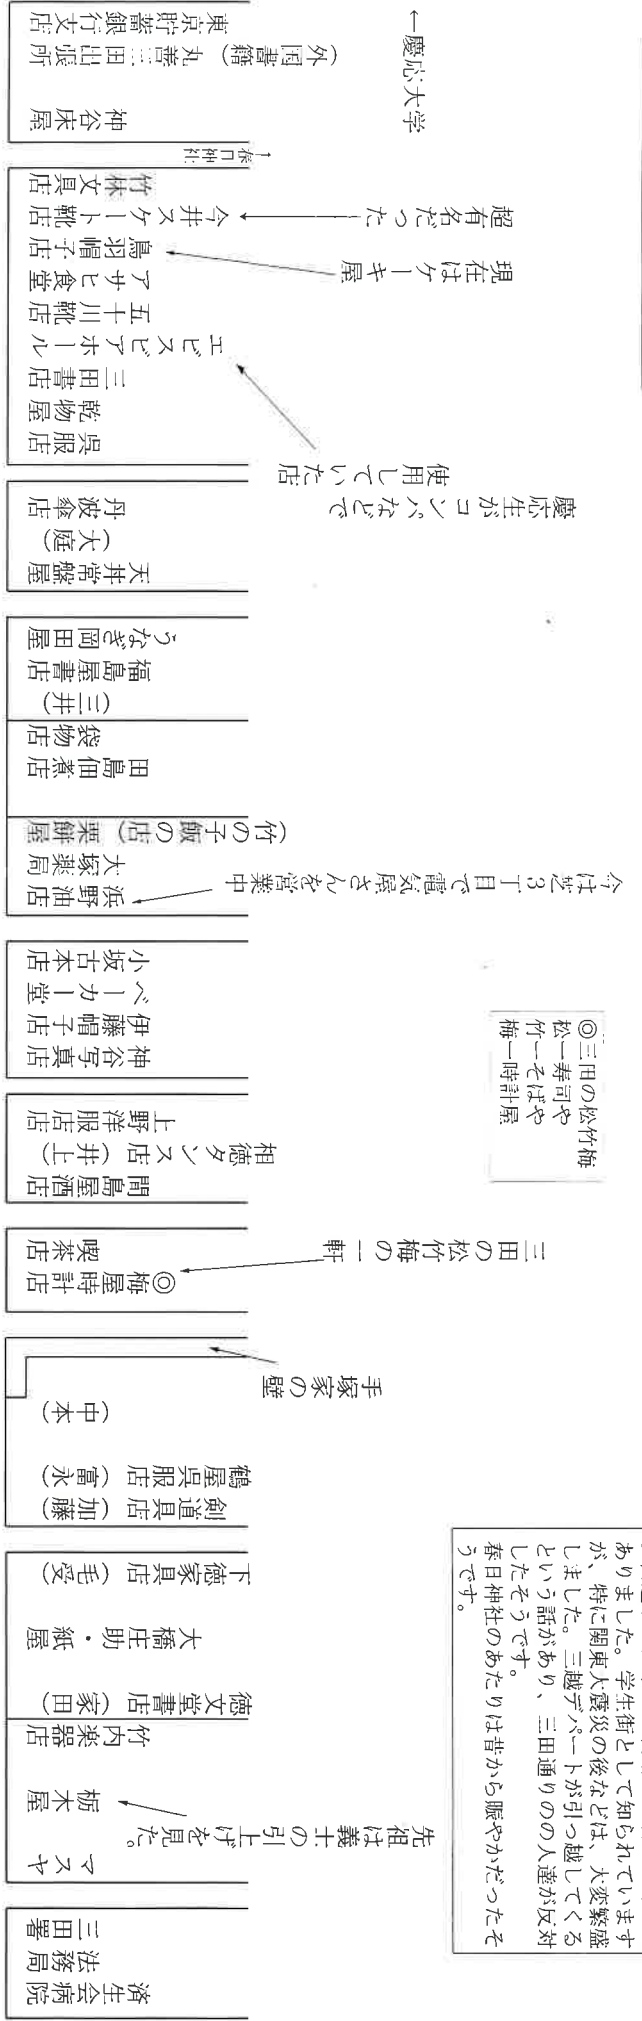 ←慶応大学
東京貯蓄銀行支店
(外国書籍) 丸善三田出張所
神谷床屋
↑春日神社
竹林文具店
今井スケート靴店
超有名だった
鳥羽帽子店
現在はケーキ屋
アサヒ食堂
五十川靴店
エビスビアホール
慶応生がコンパなどで
使用していた店
三田書店
乾物屋
呉服店
丹波傘店
(大庭)
天丼常盤屋
うなぎ岡田屋
福島屋書店
(三井)
袋物店
田島佃煮店
(竹の子飯の店) 栗餅屋
大塚薬局
浜野油店
今は芝3丁目で電気屋さんを営業中
小坂古本店
ベーカー堂
伊藤帽子店
神谷写真店
◎三田の松竹梅
松ー寿司や
竹ーそばや
梅ー時計屋
上野洋服店
相徳タンス店 (井上)
間島屋酒店
喫茶店
◎梅屋時計店
三田の松竹梅の一軒
手塚家の壁
(中本)
鶴屋呉服店 (富永)
剣道具店 (加藤)
下徳家具店 (毛受)
大橋庄助・紙屋
徳文堂書店 (家田)
竹内楽器店
栃木屋
先祖は義士の引上げを見た。
マスヤ
三田署
法務局
済生会病院
ありました。学生街として知られています
が、特に関東大震災の後などは、大変繁盛
しました。三越デパートが引っ越してくる
という話があり、三田通りのの人達が反対
したそうです。
春日神社のあたりは昔から賑やかだったそ
うです。